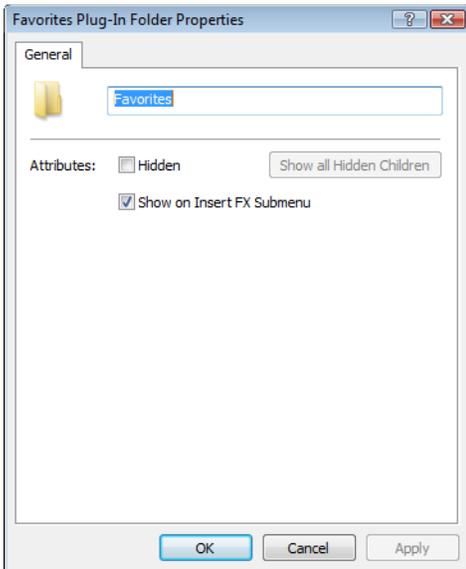 Favorites Plug-In Folder Properties
General
Favorites
Attributes: Hidden Show all Hidden Children
Show on Insert FX Submenu
OK Cancel Apply